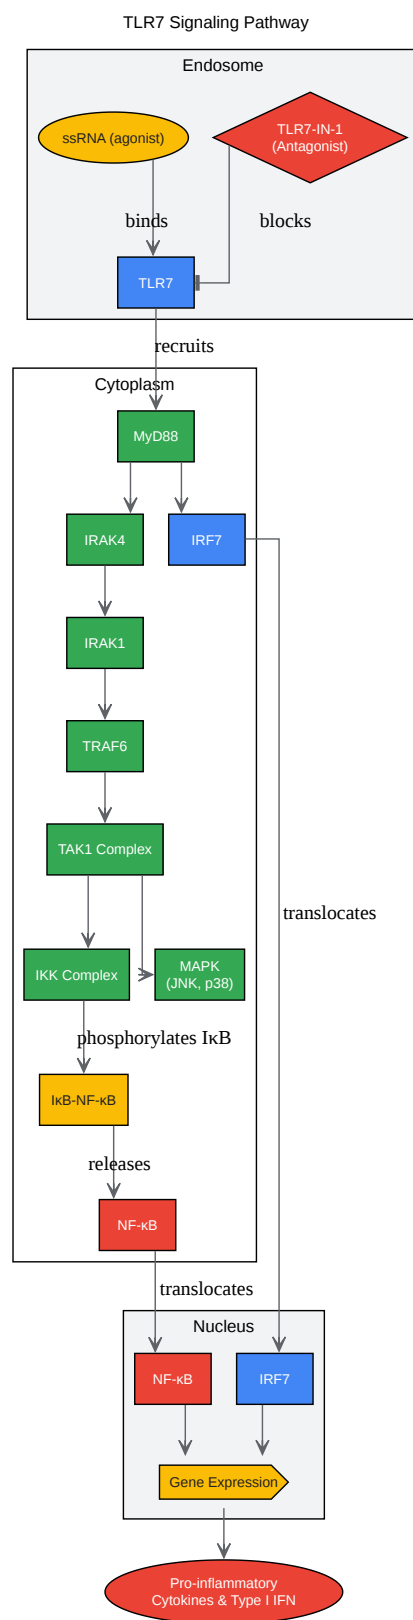 TLR7 Signaling Pathway
Endosome
ssRNA (agonist)
TLR7-IN-1
(Antagonist)
binds
blocks
TLR7
recruits
Cytoplasm
MyD88
IRAK4
IRF7
IRAK1
TRAF6
TAK1 Complex
translocates
IKK Complex
MAPK
(JNK, p38)
phosphorylates IκB
IκB-NF-κB
releases
NF-κB
translocates
Nucleus
NF-κB
IRF7
Gene Expression
Pro-inflammatory
Cytokines & Type I IFN